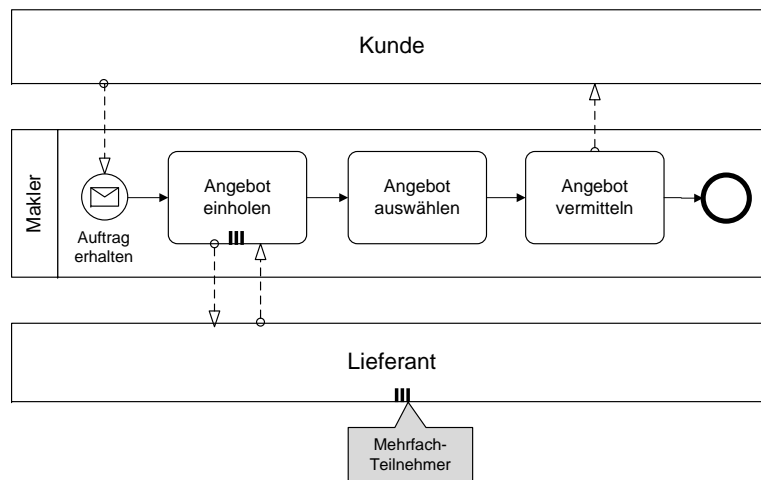 Kunde
Makler
Auftrag
erhalten
Angebot
einholen
Angebot
auswählen
Angebot
vermitteln
Lieferant
Mehrfach-
Teilnehmer